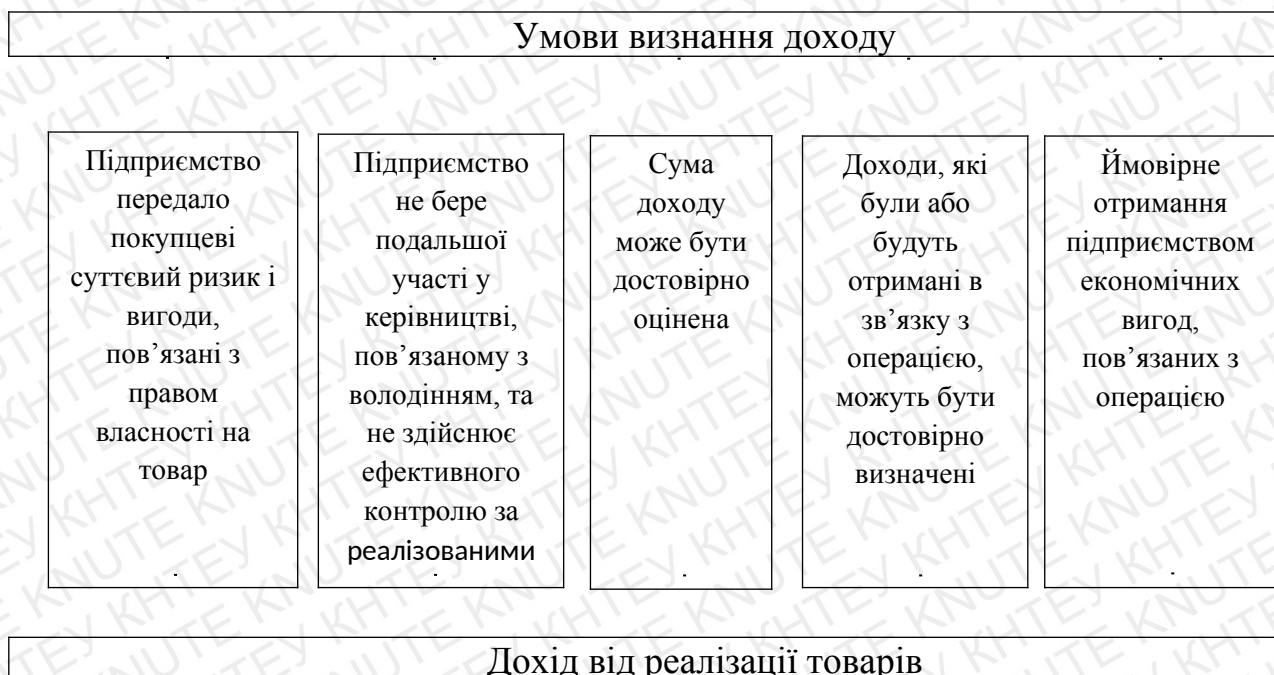 Умови визнання доходу
Підприємство
передало
покупцеві
суттєвий ризик і
вигоди,
пов’язані з
правом
власності на
товар
Підприємство
не бере
подальшої
участі у
керівництві,
пов’язаному з
володінням, та
не здійснює
ефективного
контролю за
реалізованими
Сума
доходу
може бути
достовірно
оцінена
Доходи, які
були або
будуть
отримані в
зв’язку з
операцією,
можуть бути
достовірно
визначені
Ймовірне
отримання
підприємством
економічних
вигод,
пов’язаних з
операцією
Дохід від реалізації товарів